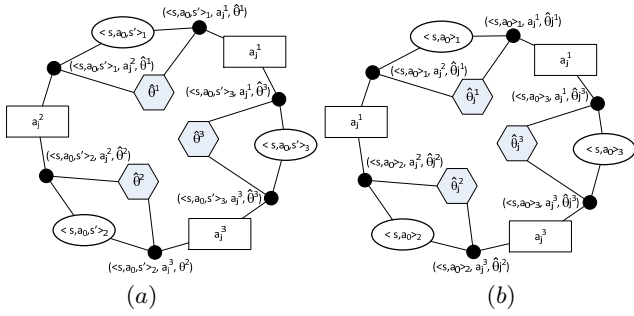 (<s,a₀,s'>₁, aⱼ¹, θ̂¹)
< s,a₀,s'>₁
aⱼ¹
(<s,a₀,s'>₁, aⱼ², θ̂¹)
θ̂¹
(<s,a₀,s'>₃, aⱼ¹, θ̂³)
aⱼ²
θ̂³
< s,a₀,s'>₃
(<s,a₀,s'>₂, aⱼ², θ̂²)
θ̂²
(<s,a₀,s'>₃, aⱼ³, θ̂³)
< s,a₀,s'>₂
aⱼ³
(<s,a₀,s'>₂, aⱼ³, θ²)
(a)
(<s,a₀>₁, aⱼ¹, θ̂ⱼ¹)
< s,a₀>₁
aⱼ¹
(<s,a₀>₁, aⱼ², θ̂ⱼ¹)
θ̂ⱼ¹
(<s,a₀>₃, aⱼ¹, θ̂ⱼ³)
aⱼ¹
θ̂ⱼ³
< s,a₀>₃
(<s,a₀>₂, aⱼ², θ̂ⱼ²)
θ̂ⱼ²
(<s,a₀>₃, aⱼ³, θ̂ⱼ³)
< s,a₀>₂
aⱼ³
(<s,a₀>₂, aⱼ³, θ̂ⱼ²)
(b)